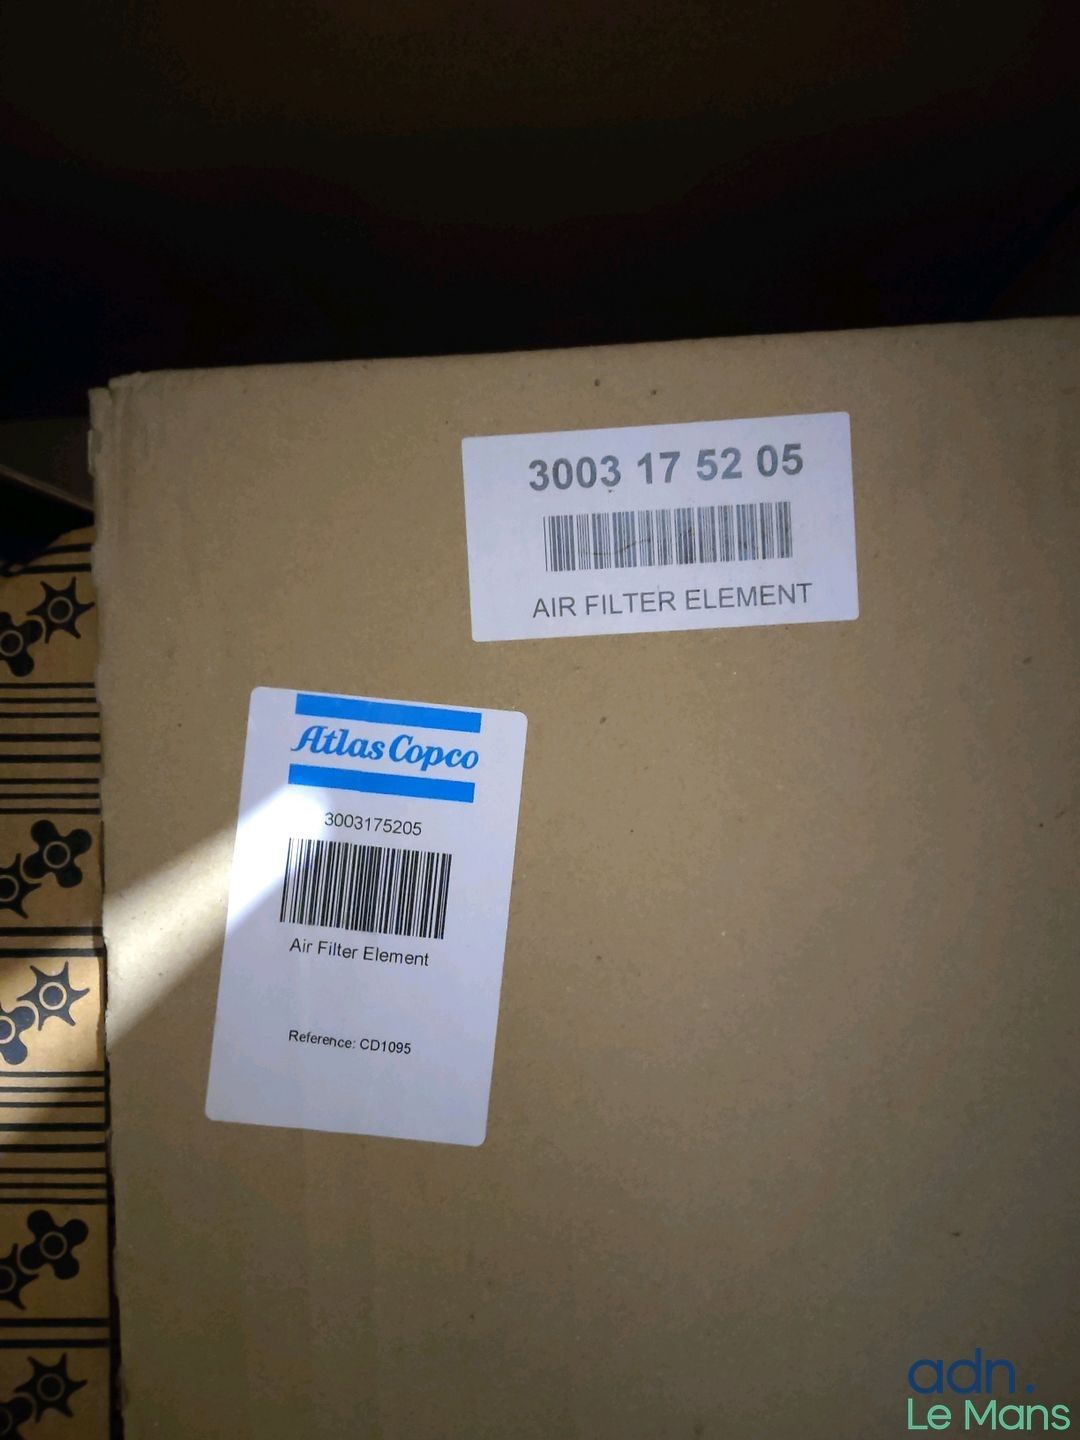 3003 17 52 05
AIR FILTER ELEMENT
Atlas Copco
3003175205
Air Filter Element
Reference: CD1095
adn.
Le Mans